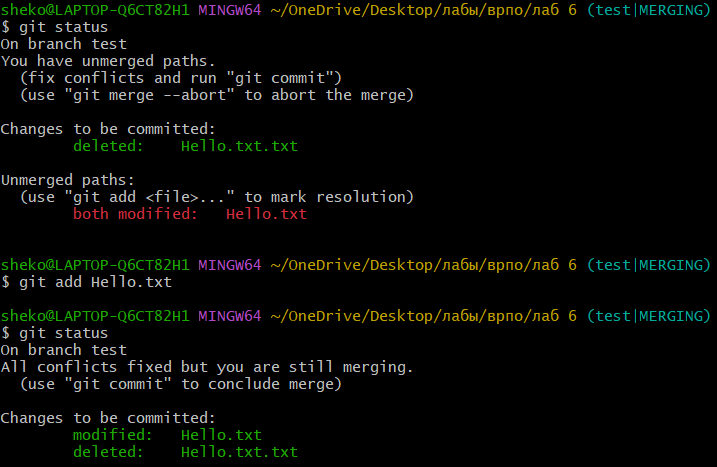 sheko@LAPTOP-Q6CT82H1 MINGW64 ~/OneDrive/Desktop/лабы/врпо/лаб 6 (test|MERGING)
$ git status
On branch test
You have unmerged paths.
  (fix conflicts and run "git commit")
  (use "git merge --abort" to abort the merge)

Changes to be committed:
        deleted:    Hello.txt.txt

Unmerged paths:
  (use "git add <file>..." to mark resolution)
        both modified:   Hello.txt

sheko@LAPTOP-Q6CT82H1 MINGW64 ~/OneDrive/Desktop/лабы/врпо/лаб 6 (test|MERGING)
$ git add Hello.txt

sheko@LAPTOP-Q6CT82H1 MINGW64 ~/OneDrive/Desktop/лабы/врпо/лаб 6 (test|MERGING)
$ git status
On branch test
All conflicts fixed but you are still merging.
  (use "git commit" to conclude merge)

Changes to be committed:
        modified:   Hello.txt
        deleted:    Hello.txt.txt